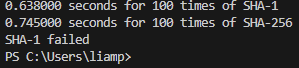 0.638000 seconds for 100 times of SHA-1
0.745000 seconds for 100 times of SHA-256
SHA-1 failed
PS C:\Users\liamp>